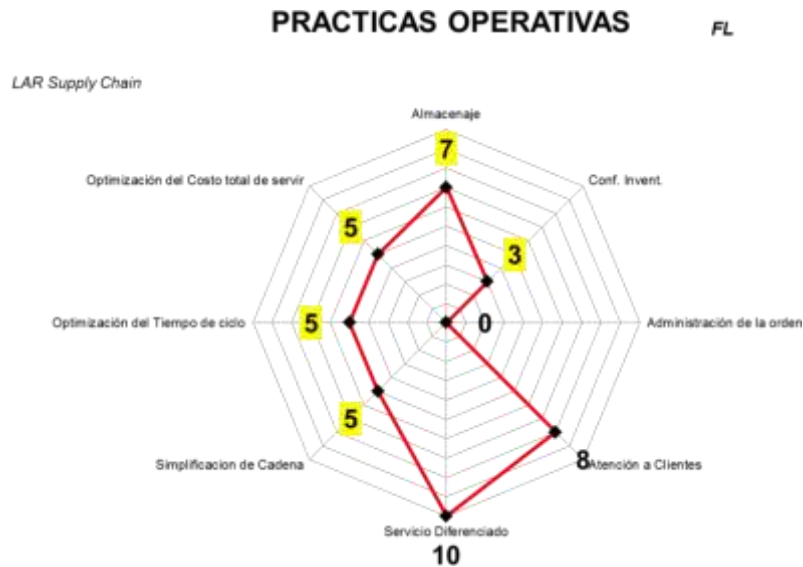 PRACTICAS OPERATIVAS
FL
LAR Supply Chain
Almacenaje
7
Optimización del Costo total de servir
Conf. Invent.
5
3
Optimización del Tiempo de ciclo
5
0
Administración de la orden
5
Simplificacion de Cadena
8
Atención a Clientes
Servicio Diferenciado
10